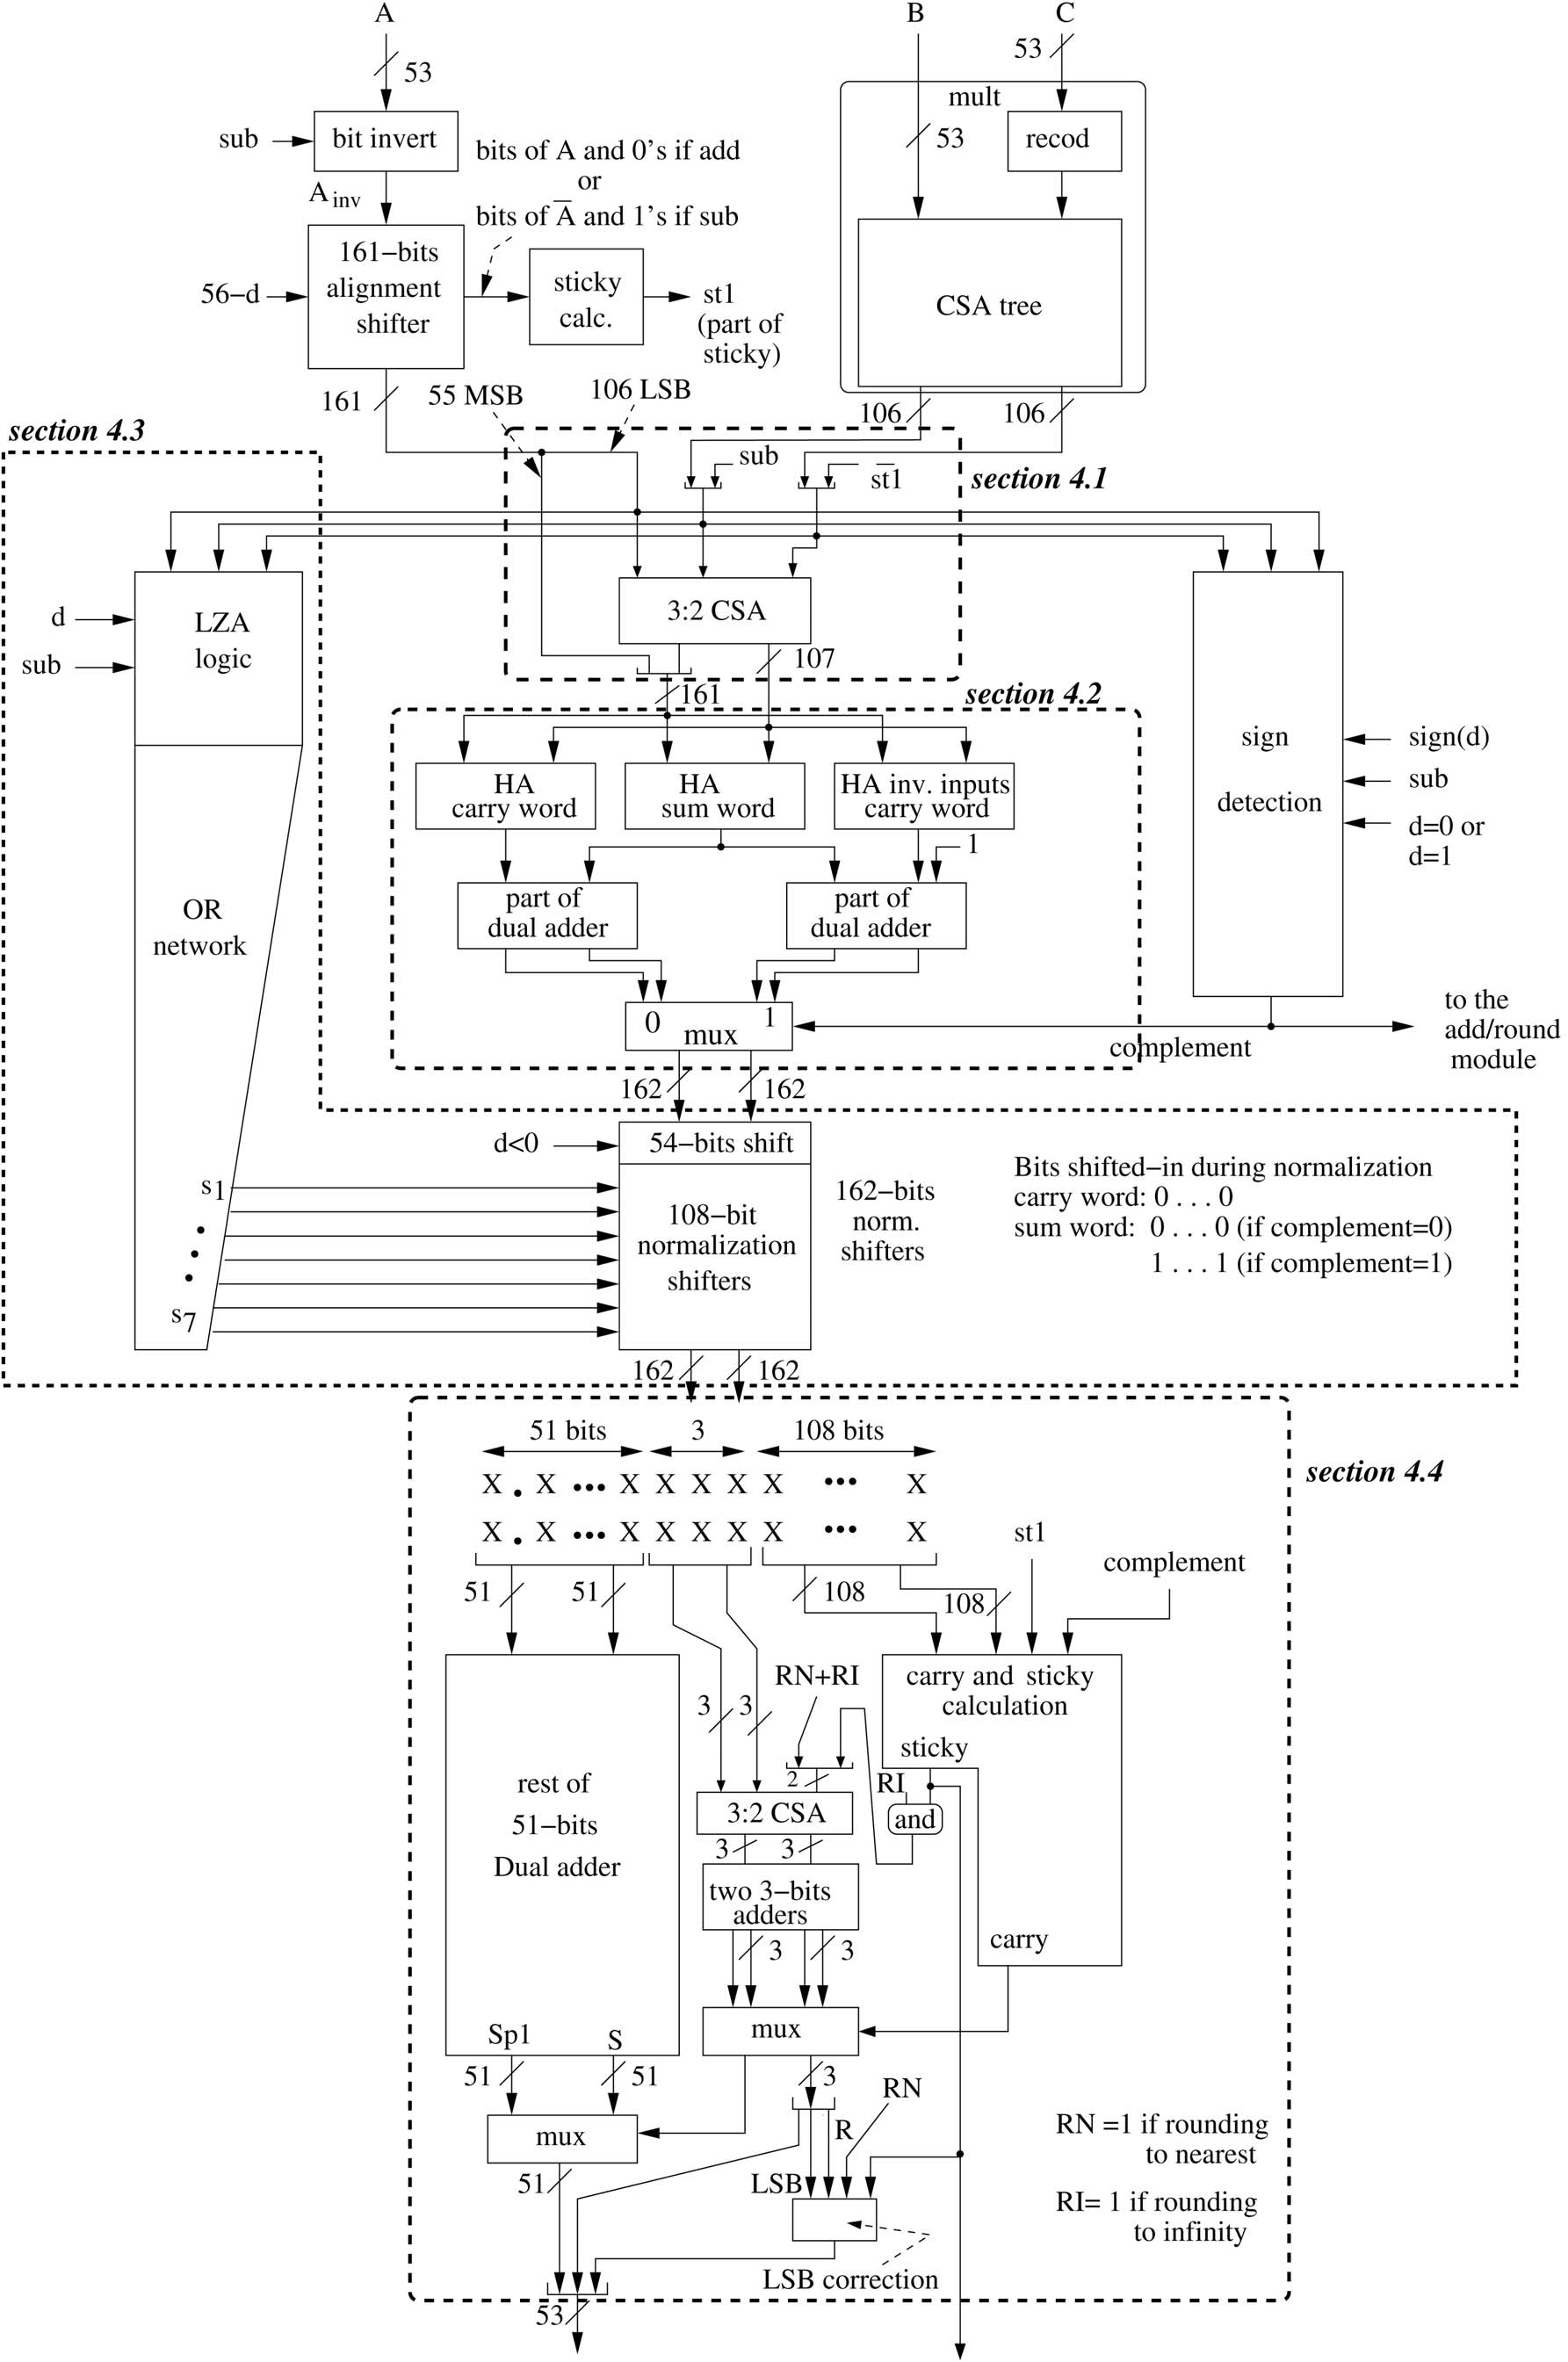 A
B
C
53
53
mult
sub
bit invert
53
recod
bits of A and 0's if add
or
bits of A̅ and 1's if sub
A inv
161−bits
alignment
shifter
56−d
sticky
calc.
st1
(part of
sticky)
CSA tree
161
55 MSB
106 LSB
106
106
section 4.3
sub
s̅t̅1
section 4.1
3:2 CSA
107
161
d
sub
LZA
logic
section 4.2
sign
detection
sign(d)
sub
d=0 or
d=1
HA
carry word
HA
sum word
HA inv. inputs
carry word
1
part of
dual adder
part of
dual adder
OR
network
0
1
mux
complement
to the
add/round
module
162
162
d<0
54−bits shift
108−bit
normalization
shifters
162−bits
norm.
shifters
Bits shifted−in during normalization
carry word: 0 . . . 0
sum word: 0 . . . 0 (if complement=0)
1 . . . 1 (if complement=1)
s1
s7
162
162
51 bits
3
108 bits
section 4.4
X . X ••• X X X X X ••• X
X . X ••• X X X X X ••• X
st1
complement
51
51
108
108
RN+RI
carry and sticky
calculation
3
3
sticky
2
RI
rest of
51−bits
Dual adder
3:2 CSA
and
3
3
two 3−bits
adders
3
3
carry
Sp1
S
mux
51
51
3
RN
R
mux
LSB
51
RN =1 if rounding
to nearest
RI= 1 if rounding
to infinity
LSB correction
53